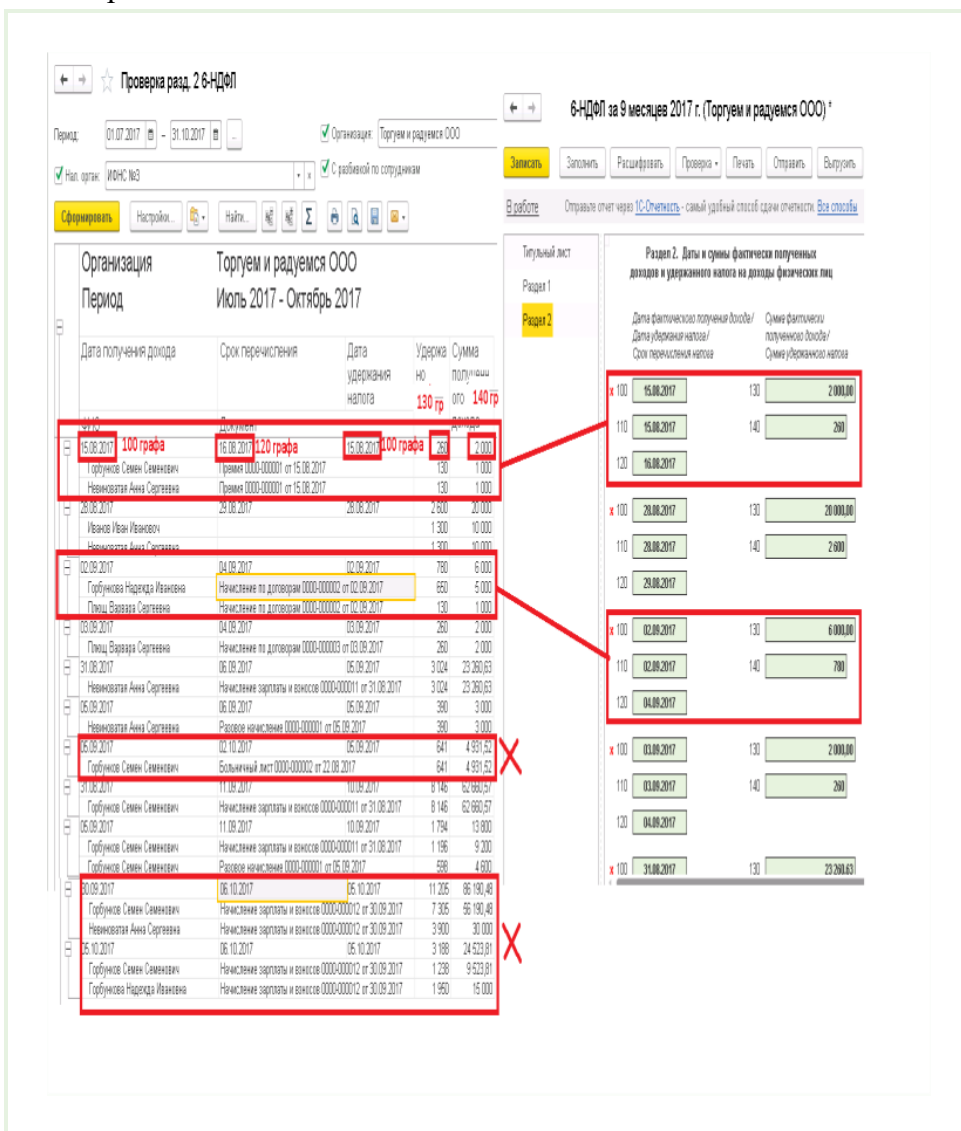 Проверка разд. 2 6-НДФЛ
Период: 01.07.2017 – 31.10.2017 ... Организация: Торгуем и радуемся ООО
Нал. орган: ИФНС №3 С разбивкой по сотрудникам
Сформировать Настройки... Найти...
Организация Торгуем и радуемся ООО
Период Июль 2017 - Октябрь 2017
Дата получения дохода Срок перечисления Дата удержания налога Удержано Сумма полученного дохода
130 гр 140 гр
ФИО Документ
15.08.2017 100 графа 16.08.2017 120 графа 15.08.2017 100 графа 260 2 000
Горбунков Семен Семенович Премия 0000-000001 от 15.08.2017 130 1 000
Невиноватая Анна Сергеевна Премия 0000-000001 от 15.08.2017 130 1 000
28.08.2017 29.08.2017 28.08.2017 2 600 20 000
Иванов Иван Иванович 1 300 10 000
Невиноватая Анна Сергеевна 1 300 10 000
02.09.2017 04.09.2017 02.09.2017 780 6 000
Горбункова Надежда Ивановна Начисление по договорам 0000-000002 от 02.09.2017 650 5 000
Плющ Варвара Сергеевна Начисление по договорам 0000-000002 от 02.09.2017 130 1 000
03.09.2017 04.09.2017 03.09.2017 260 2 000
Плющ Варвара Сергеевна Начисление по договорам 0000-000003 от 03.09.2017 260 2 000
31.08.2017 06.09.2017 05.09.2017 3 024 23 260,63
Невиноватая Анна Сергеевна Начисление зарплаты и взносов 0000-000011 от 31.08.2017 3 024 23 260,63
05.09.2017 06.09.2017 05.09.2017 390 3 000
Невиноватая Анна Сергеевна Разовое начисление 0000-000001 от 05.09.2017 390 3 000
05.09.2017 02.10.2017 05.09.2017 641 4 931,52
Горбунков Семен Семенович Больничный лист 0000-000002 от 22.08.2017 641 4 931,52
31.08.2017 11.09.2017 10.09.2017 8 146 62 660,57
Горбунков Семен Семенович Начисление зарплаты и взносов 0000-000011 от 31.08.2017 8 146 62 660,57
05.09.2017 11.09.2017 10.09.2017 1 794 13 800
Горбунков Семен Семенович Начисление зарплаты и взносов 0000-000011 от 31.08.2017 1 196 9 200
Горбунков Семен Семенович Разовое начисление 0000-000001 от 05.09.2017 598 4 600
30.09.2017 06.10.2017 05.10.2017 11 205 86 190,48
Горбунков Семен Семенович Начисление зарплаты и взносов 0000-000012 от 30.09.2017 7 305 56 190,48
Невиноватая Анна Сергеевна Начисление зарплаты и взносов 0000-000012 от 30.09.2017 3 900 30 000
05.10.2017 06.10.2017 05.10.2017 3 188 24 523,81
Горбунков Семен Семенович Начисление зарплаты и взносов 0000-000012 от 30.09.2017 1 238 9 523,81
Горбункова Надежда Ивановна Начисление зарплаты и взносов 0000-000012 от 30.09.2017 1 950 15 000
6-НДФЛ за 9 месяцев 2017 г. (Торгуем и радуемся ООО) *
Записать Заполнить Расшифровать Проверка Печать Отправить Выгрузить
В работе Отправьте отчет через 1С-Отчетность - самый удобный способ сдачи отчетности. Все способы
Титульный лист
Раздел 1
Раздел 2
Раздел 2. Даты и суммы фактически полученных
доходов и удержанного налога на доходы физических лиц
Дата фактического получения дохода/ Сумма фактически
Дата удержания налога/ полученного дохода/
Срок перечисления налога Сумма удержанного налога
x 100 15.08.2017 130 2 000,00
110 15.08.2017 140 260
120 16.08.2017
x 100 28.08.2017 130 20 000,00
110 28.08.2017 140 2 600
120 29.08.2017
x 100 02.09.2017 130 6 000,00
110 02.09.2017 140 780
120 04.09.2017
x 100 03.09.2017 130 2 000,00
110 03.09.2017 140 260
120 04.09.2017
x 100 31.08.2017 130 23 260,63